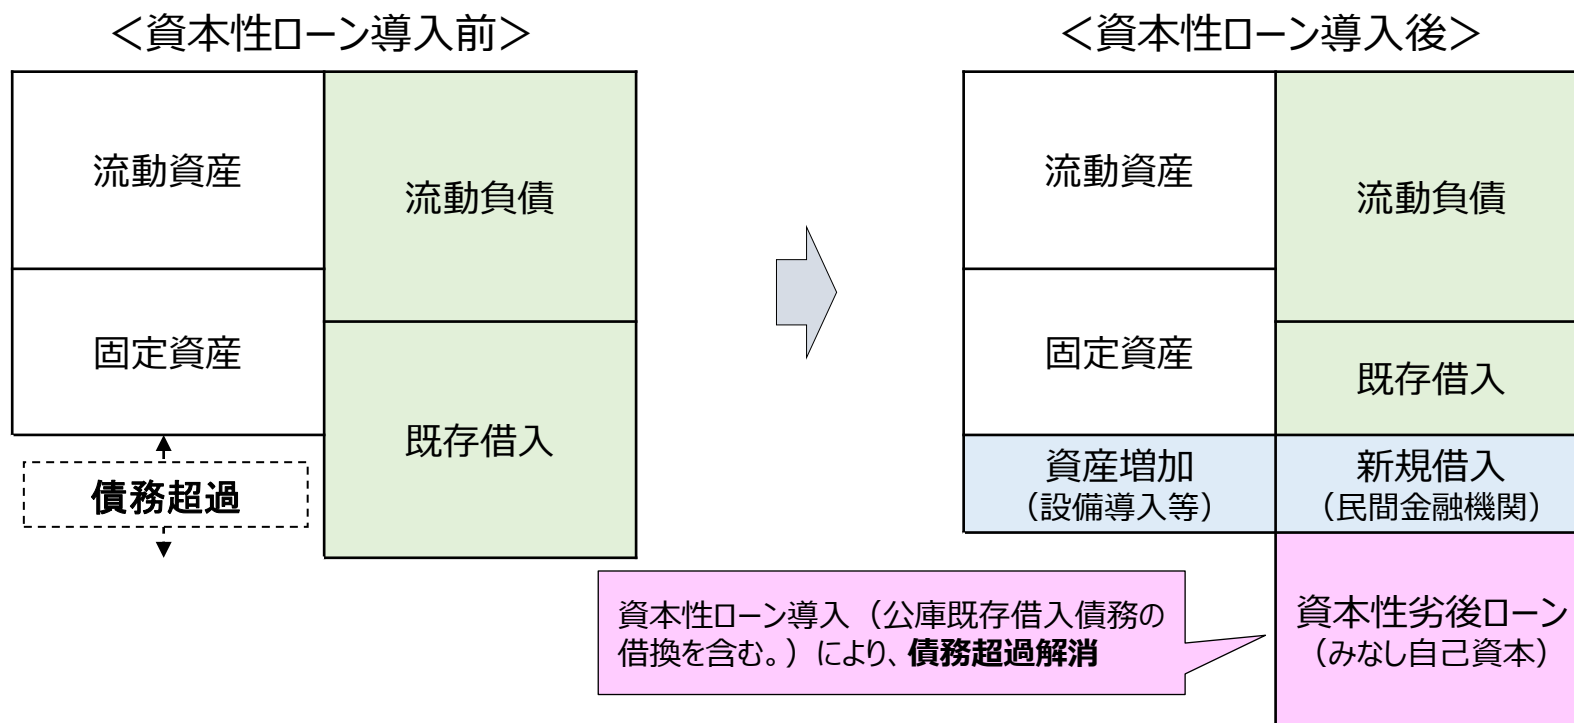 ＜資本性ローン導入前＞
流動資産
流動負債
固定資産
既存借入
債務超過
＜資本性ローン導入後＞
流動資産
流動負債
固定資産
既存借入
資産増加
（設備導入等）
新規借入
（民間金融機関）
資本性ローン導入（公庫既存借入債務の
借換を含む。）により、債務超過解消
資本性劣後ローン
（みなし自己資本）